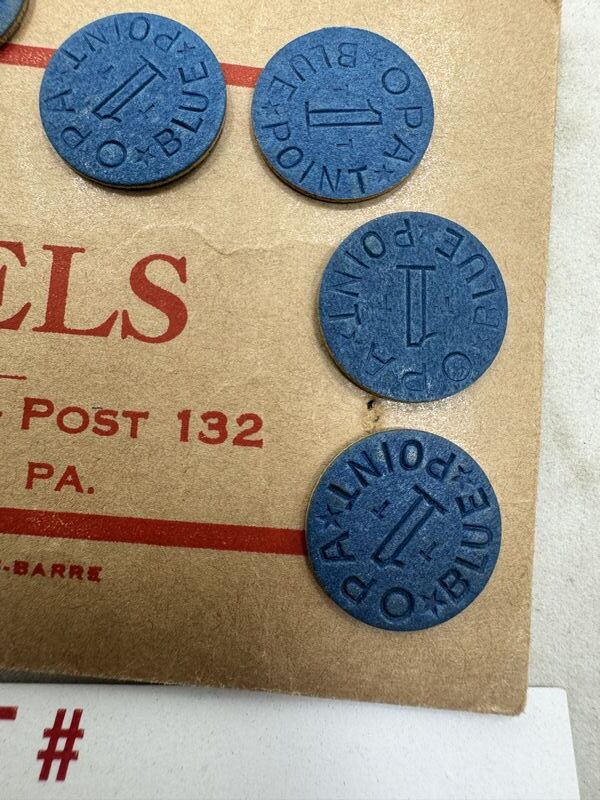 OPA ★ BLUE ★ POINT ★
T 1 T
OPA ★ BLUE ★ POINT ★
T 1 T
ELS
OPA ★ BLUE ★ POINT ★
T 1 T
POST 132
PA.
OPA ★ BLUE ★ POINT ★
T 1 T
-BARRE
#